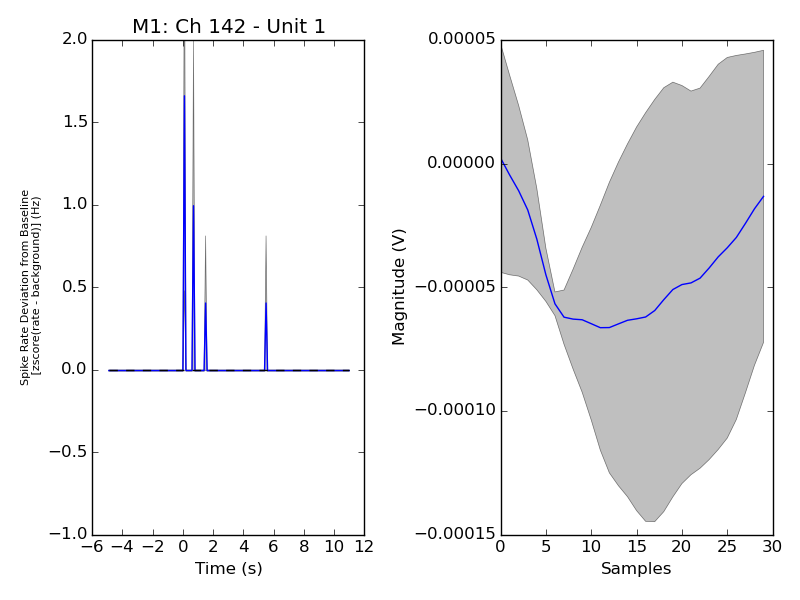 M1: Ch 142 - Unit 1
2.0
1.5
1.0
0.5
0.0
−0.5
−1.0
−6 −4 −2 0 2 4 6 8 10 12
Time (s)
Spike Rate Deviation from Baseline
[zscore(rate - background)] (Hz)
0.00005
0.00000
−0.00005
−0.00010
−0.00015
0 5 10 15 20 25 30
Samples
Magnitude (V)